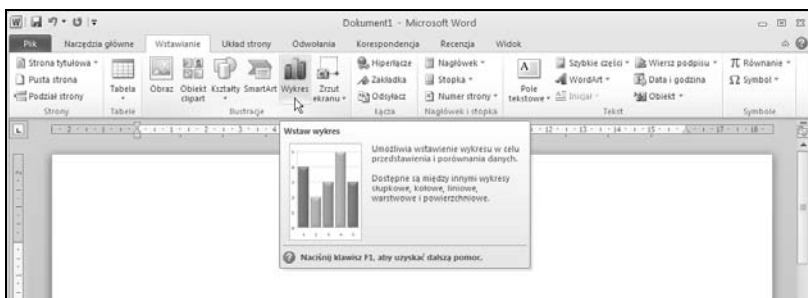 Dokument1 - Microsoft Word
Plik Narzędzia główne Wstawianie Układ strony Odwołania Korespondencja Recenzja Widok
Strona tytułowa
Pusta strona
Podział strony
Strony
Tabela
Tabele
Obraz Obiekt clipart Kształty SmartArt Wykres Zrzut ekranu
Ilustracje
Hiperłącze
Zakładka
Odsyłacz
Łącza
Nagłówek
Stopka
Numer strony
Nagłówek i stopka
Pole tekstowe
Szybkie części
WordArt
Inicjał
Wiersz podpisu
Data i godzina
Obiekt
Tekst
Równanie
Symbol
Symbole
Wstaw wykres
Umożliwia wstawienie wykresu w celu
przedstawienia i porównania danych.
Dostępne są między innymi wykresy
słupkowe, kołowe, liniowe,
warstwowe i powierzchniowe.
Naciśnij klawisz F1, aby uzyskać dalszą pomoc.